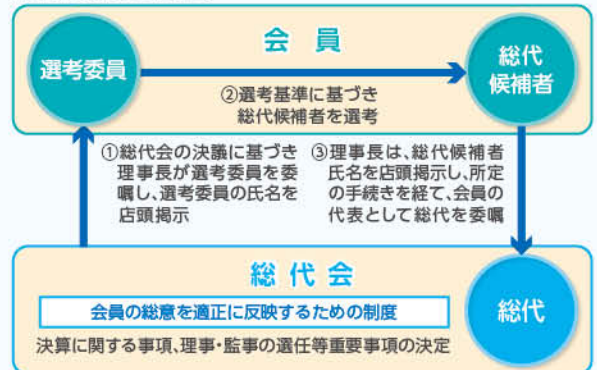 会員
選考委員
総代
候補者
②選考基準に基づき
総代候補者を選考
①総代会の決議に基づき
理事長が選考委員を委
嘱し、選考委員の氏名を
店頭掲示
③理事長は、総代候補者
氏名を店頭掲示し、所定
の手続きを経て、会員の
代表として総代を委嘱
総代会
会員の総意を適正に反映するための制度
決算に関する事項、理事・監事の選任等重要事項の決定
総代